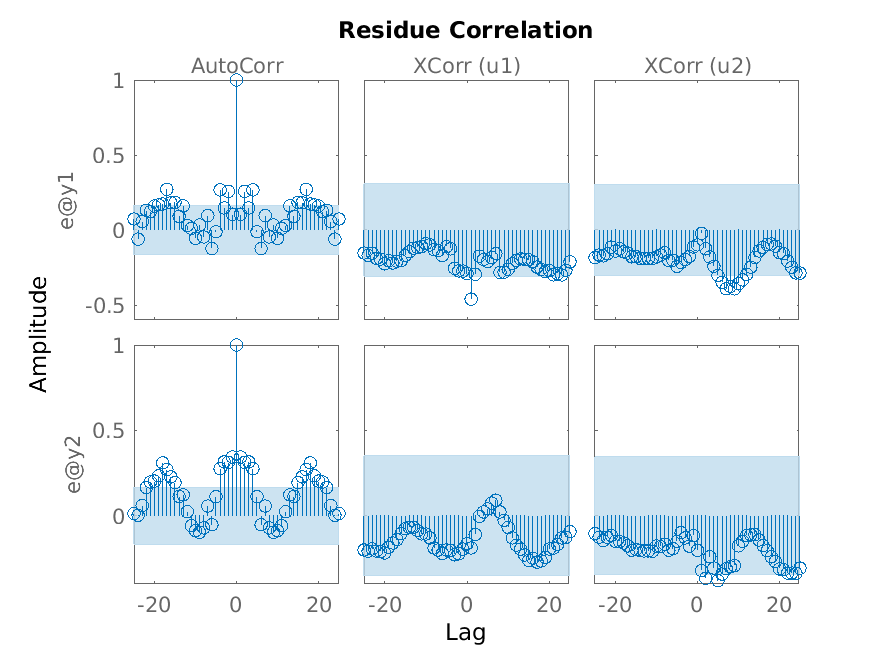 Residue Correlation
AutoCorr XCorr (u1) XCorr (u2)
1
0.5
0
-0.5
e@y1
Amplitude
1
0.5
0
e@y2
-20 0 20 -20 0 20 -20 0 20
Lag